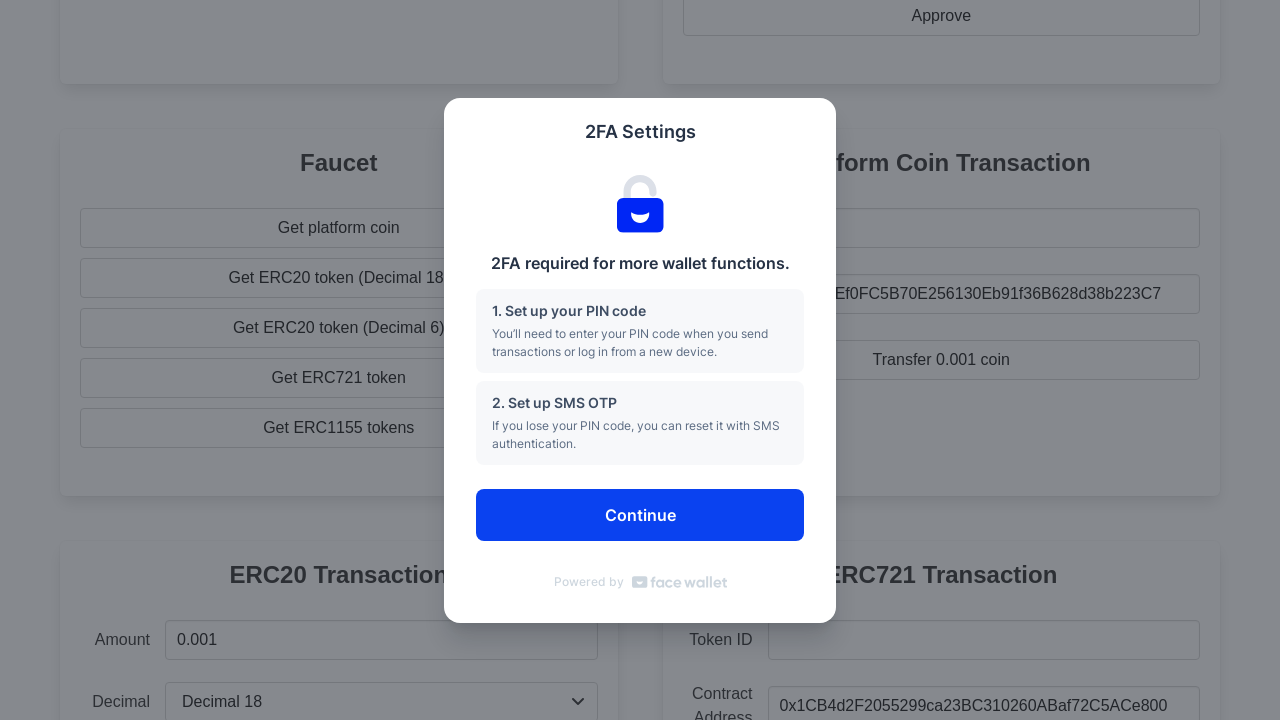 Approve
Faucet
Get platform coin
Get ERC20 token (Decimal 18
Get ERC20 token (Decimal 6)
Get ERC721 token
Get ERC1155 tokens
form Coin Transaction
Ef0FC5B70E256130Eb91f36B628d38b223C7
Transfer 0.001 coin
2FA Settings
2FA required for more wallet functions.
1. Set up your PIN code
You’ll need to enter your PIN code when you send
transactions or log in from a new device.
2. Set up SMS OTP
If you lose your PIN code, you can reset it with SMS
authentication.
Continue
Powered by face wallet
ERC20 Transaction
Amount 0.001
Decimal Decimal 18
ERC721 Transaction
Token ID
Contract
Address 0x1CB4d2F2055299ca23BC310260ABaf72C5ACe800